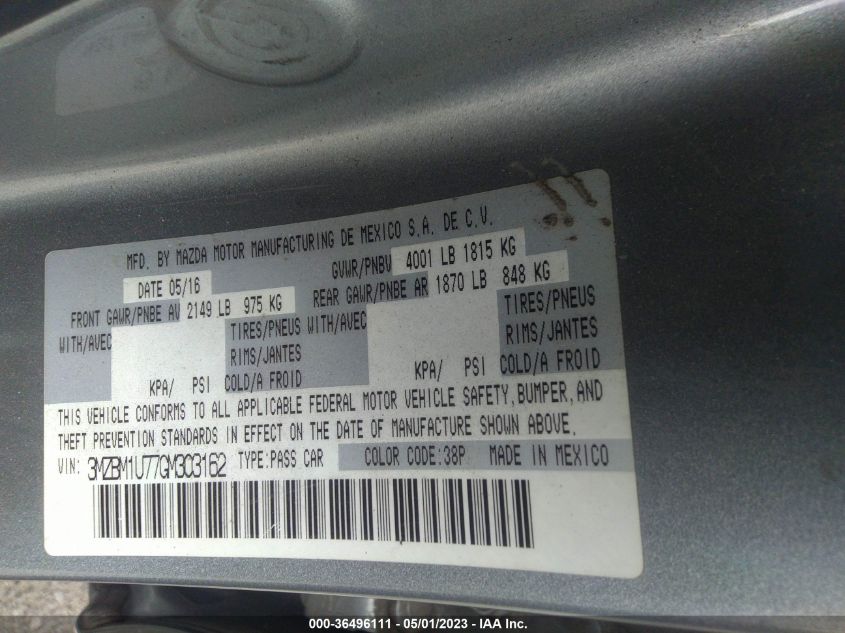 MFD. BY MAZDA MOTOR MANUFACTURING DE MEXICO S.A. DE C.V.
DATE 05/16 GVWR/PNBV 4001 LB 1815 KG
FRONT GAWR/PNBE AV 2149 LB 975 KG REAR GAWR/PNBE AR 1870 LB 848 KG
WITH/AVEC TIRES/PNEUS WITH/AVEC TIRES/PNEUS
RIMS/JANTES RIMS/JANTES
KPA/ PSI COLD/A FROID KPA/ PSI COLD/A FROID
THIS VEHICLE CONFORMS TO ALL APPLICABLE FEDERAL MOTOR VEHICLE SAFETY, BUMPER, AND
THEFT PREVENTION STANDARDS IN EFFECT ON THE DATE OF MANUFACTURE SHOWN ABOVE.
VIN: 3MZBM1U77GM303162 TYPE:PASS CAR COLOR CODE:38P MADE IN MEXICO
000-36496111 - 05/01/2023 - IAA Inc.